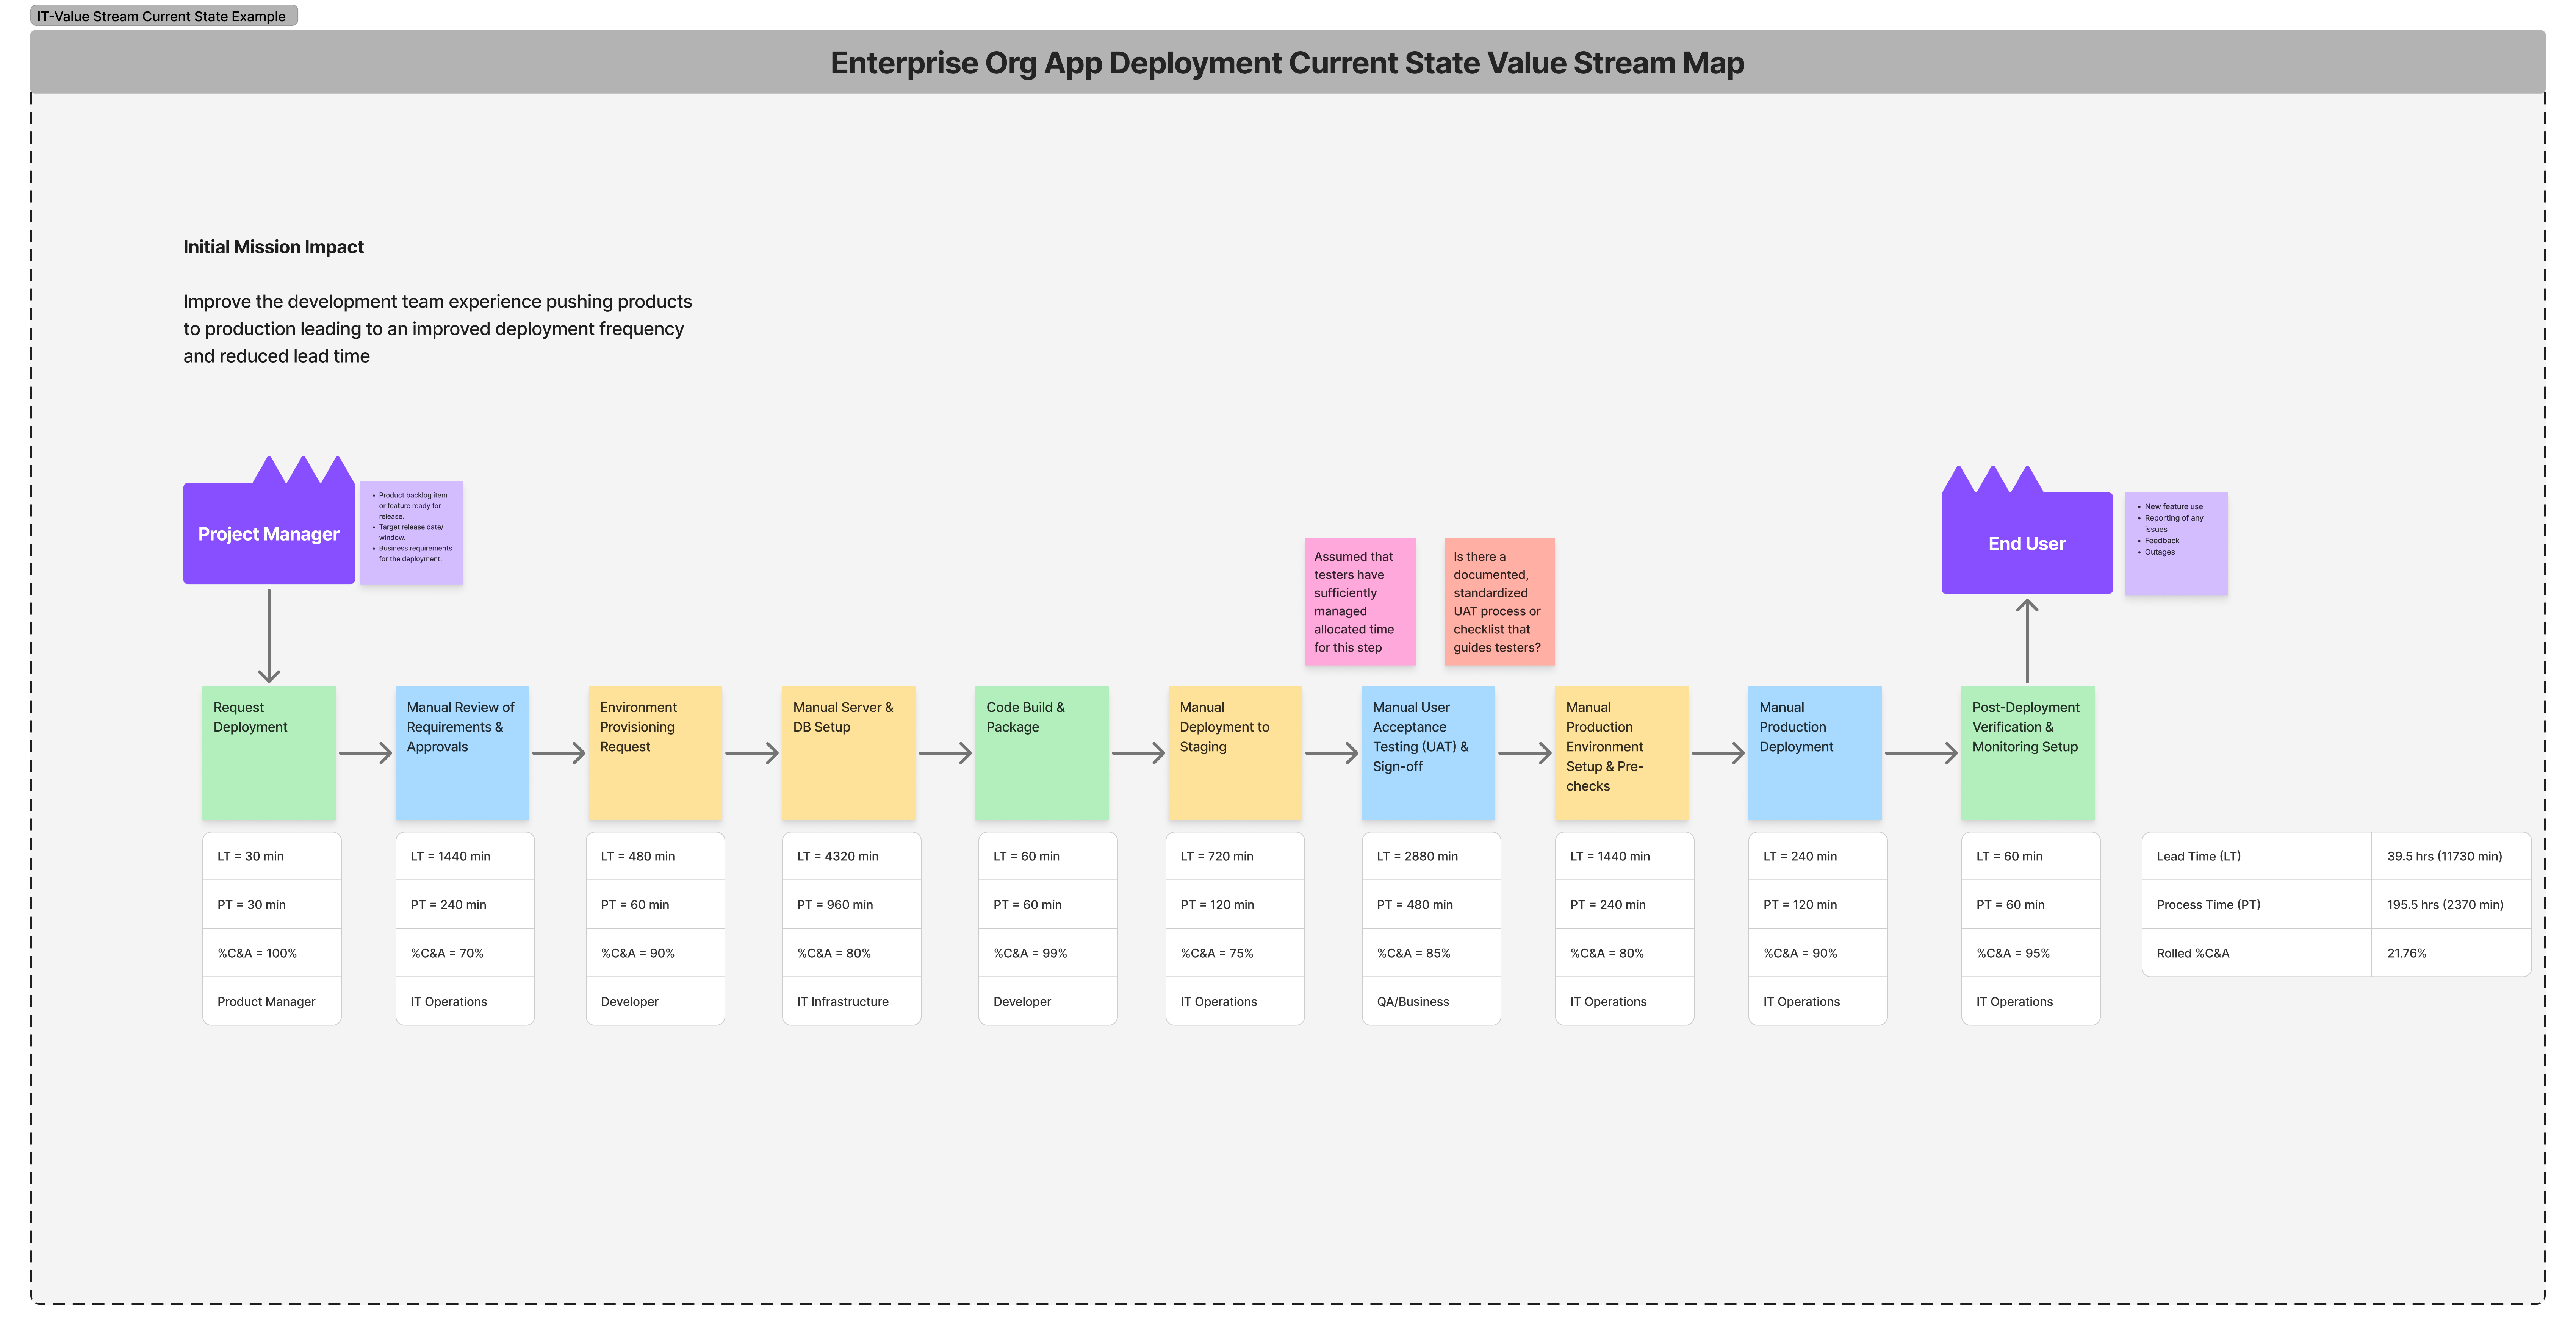 IT-Value Stream Current State Example
Enterprise Org App Deployment Current State Value Stream Map
Initial Mission Impact
Improve the development team experience pushing products
to production leading to an improved deployment frequency
and reduced lead time
Project Manager
• Product backlog item
or feature ready for
release.
• Target release date/
window.
• Business requirements
for the deployment.
End User
• New feature use
• Reporting of any
issues
• Feedback
• Outages
Assumed that
testers have
sufficiently
managed
allocated time
for this step
Is there a
documented,
standardized
UAT process or
checklist that
guides testers?
Request
Deployment
Manual Review of
Requirements &
Approvals
Environment
Provisioning
Request
Manual Server &
DB Setup
Code Build &
Package
Manual
Deployment to
Staging
Manual User
Acceptance
Testing (UAT) &
Sign-off
Manual
Production
Environment
Setup & Pre-
checks
Manual
Production
Deployment
Post-Deployment
Verification &
Monitoring Setup
LT = 30 min
PT = 30 min
%C&A = 100%
Product Manager
LT = 1440 min
PT = 240 min
%C&A = 70%
IT Operations
LT = 480 min
PT = 60 min
%C&A = 90%
Developer
LT = 4320 min
PT = 960 min
%C&A = 80%
IT Infrastructure
LT = 60 min
PT = 60 min
%C&A = 99%
Developer
LT = 720 min
PT = 120 min
%C&A = 75%
IT Operations
LT = 2880 min
PT = 480 min
%C&A = 85%
QA/Business
LT = 1440 min
PT = 240 min
%C&A = 80%
IT Operations
LT = 240 min
PT = 120 min
%C&A = 90%
IT Operations
LT = 60 min
PT = 60 min
%C&A = 95%
IT Operations
Lead Time (LT) 39.5 hrs (11730 min)
Process Time (PT) 195.5 hrs (2370 min)
Rolled %C&A 21.76%